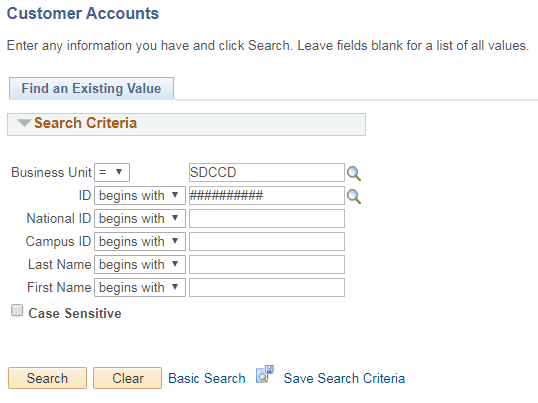 Customer Accounts
Enter any information you have and click Search. Leave fields blank for a list of all values.
Find an Existing Value
Search Criteria
Business Unit = SDCCD
ID begins with ##########
National ID begins with
Campus ID begins with
Last Name begins with
First Name begins with
Case Sensitive
Search Clear Basic Search Save Search Criteria